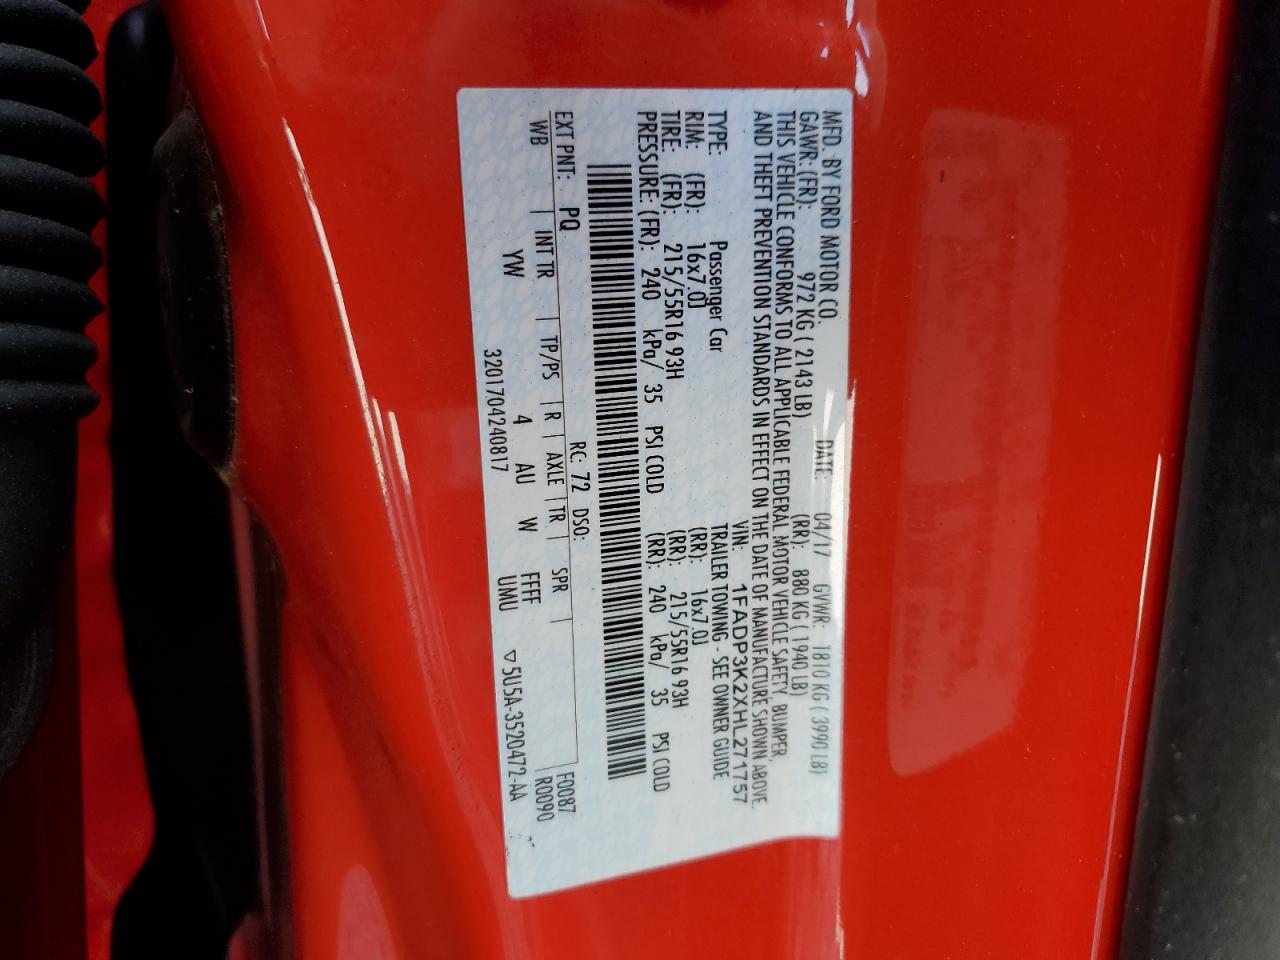 MFD. BY FORD MOTOR CO.
DATE: 04/17 GVWR: 1810 KG ( 3990 LB)
GAWR: (FR): 972 KG ( 2143 LB) (RR): 880 KG ( 1940 LB)
THIS VEHICLE CONFORMS TO ALL APPLICABLE FEDERAL MOTOR VEHICLE SAFETY, BUMPER,
AND THEFT PREVENTION STANDARDS IN EFFECT ON THE DATE OF MANUFACTURE SHOWN ABOVE.
VIN: 1FADP3K2XHL271757
TYPE: Passenger Car TRAILER TOWING - SEE OWNER GUIDE
RIM: (FR): 16x7.0J (RR): 16x7.0J
TIRE: (FR): 215/55R16 93H (RR): 215/55R16 93H
PRESSURE: (FR): 240 kPa/ 35 PSI COLD (RR): 240 kPa/ 35 PSI COLD
EXT PNT: PQ RC: 72 DSO: F0087
WB INT TR TP/PS R AXLE TR SPR R0090
YW 4 AU W FFFF
UMU ▽ 5U5A-3520472-AA
320170424081​7